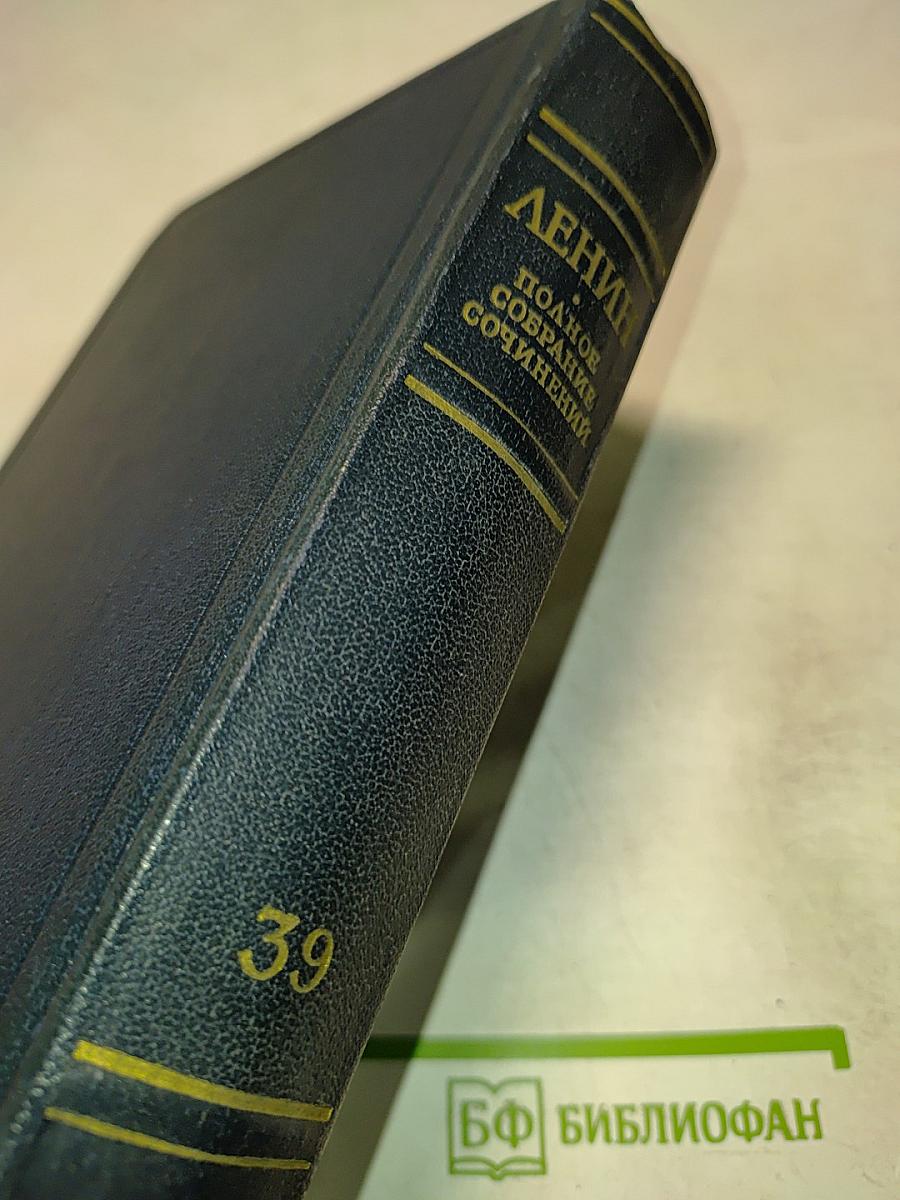 ЛЕНИН
ПОЛНОЕ
СОБРАНИЕ
СОЧИНЕНИЙ
39
БФ БИБЛИОФАН